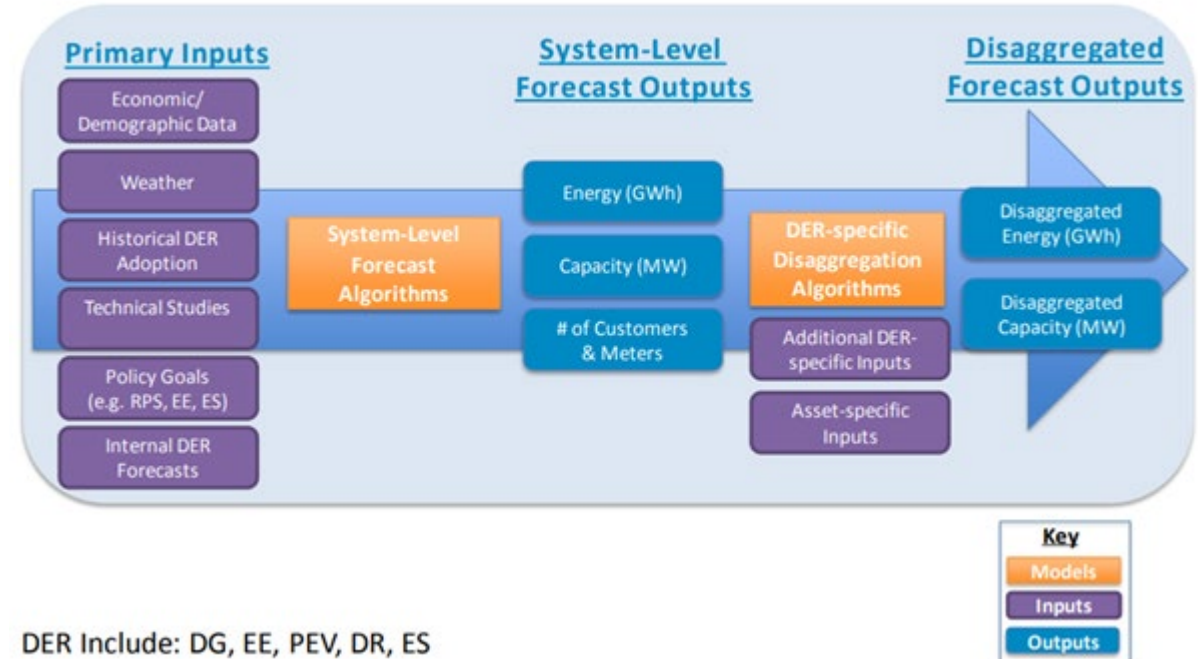 Primary Inputs
Economic/
Demographic Data
Weather
Historical DER
Adoption
Technical Studies
Policy Goals
(e.g. RPS, EE, ES)
Internal DER
Forecasts
System-Level
Forecast
Algorithms
System-Level
Forecast Outputs
Energy (GWh)
Capacity (MW)
# of Customers
& Meters
DER-specific
Disaggregation
Algorithms
Additional DER-
specific Inputs
Asset-specific
Inputs
Disaggregated
Forecast Outputs
Disaggregated
Energy (GWh)
Disaggregated
Capacity (MW)
Key
Models
Inputs
Outputs
DER Include: DG, EE, PEV, DR, ES